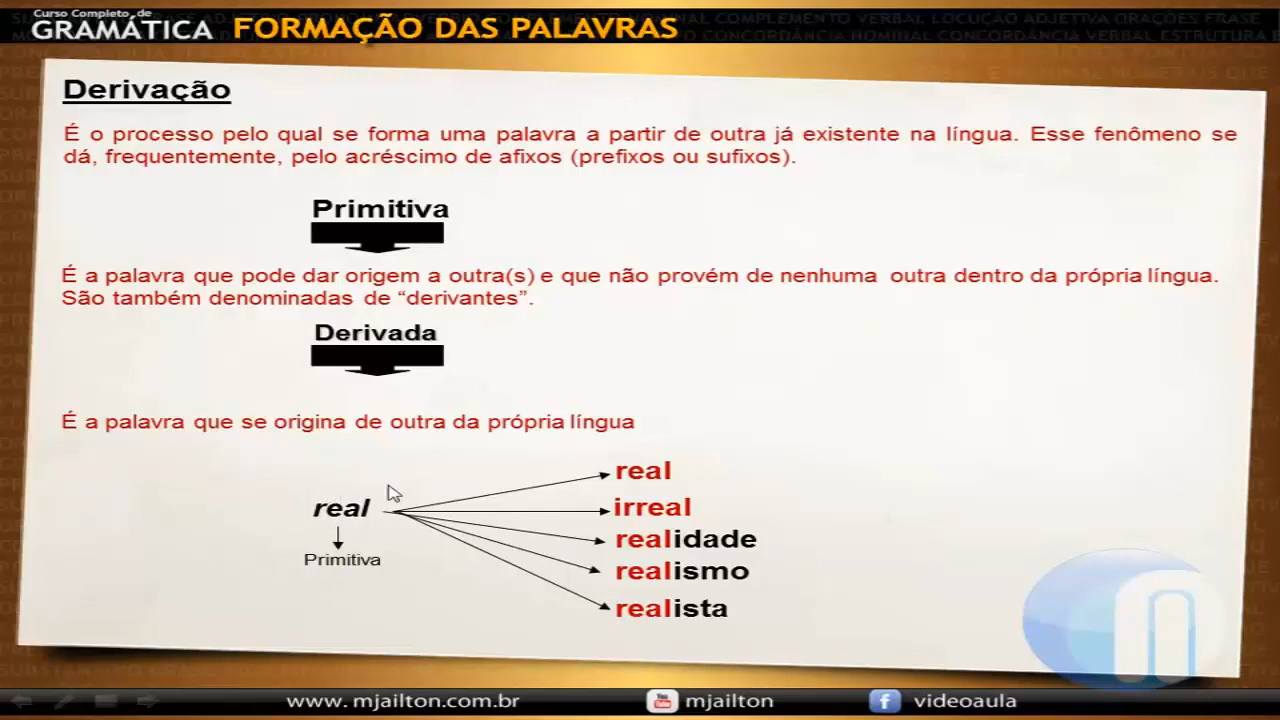 Curso Completo de
GRAMÁTICA FORMAÇÃO DAS PALAVRAS
Derivação
É o processo pelo qual se forma uma palavra a partir de outra já existente na língua. Esse fenômeno se
dá, frequentemente, pelo acréscimo de afixos (prefixos ou sufixos).
Primitiva
É a palavra que pode dar origem a outra(s) e que não provém de nenhuma outra dentro da própria língua.
São também denominadas de “derivantes”.
Derivada
É a palavra que se origina de outra da própria língua
real
real
irreal
Primitiva
realidade
realismo
realista
www.mjailton.com.br
You Tube
mjailton
f
videoaula